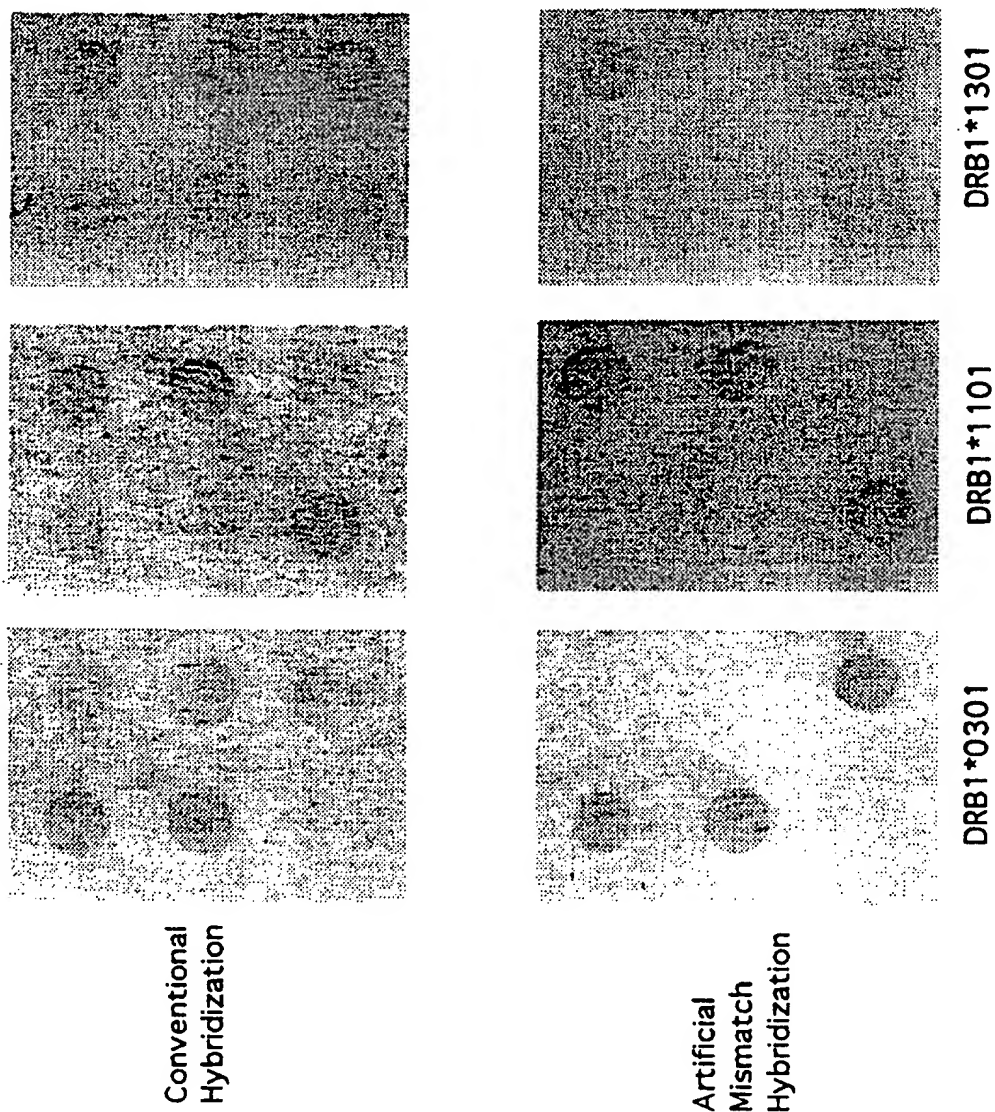 Conventional
Hybridization
Artificial
Mismatch
Hybridization
DRB1*0301
DRB1*1101
DRB1*1301